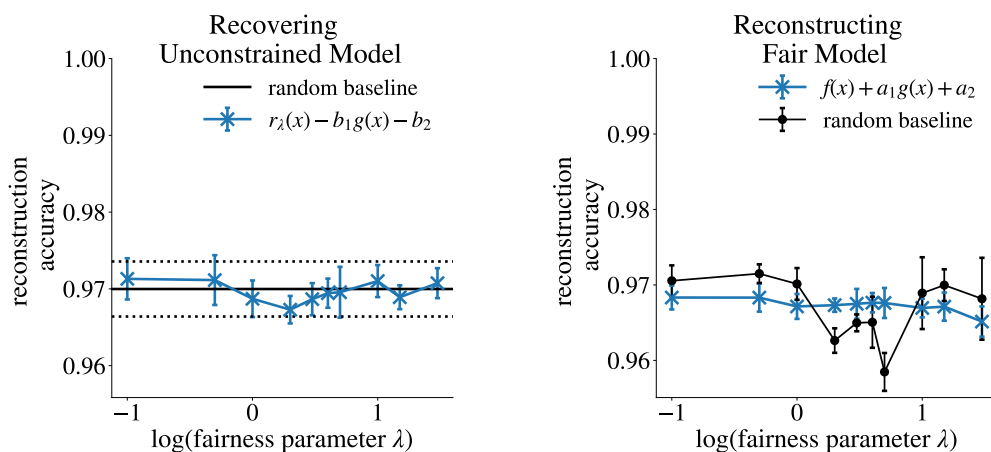 Recovering
Unconstrained Model
1.00
0.99
0.98
0.97
0.96
reconstruction
accuracy
random baseline
r_λ(x) − b₁g(x) − b₂
−1
0
1
log(fairness parameter λ)
Reconstructing
Fair Model
1.00
0.99
0.98
0.97
0.96
reconstruction
accuracy
f(x) + a₁g(x) + a₂
random baseline
−1
0
1
log(fairness parameter λ)